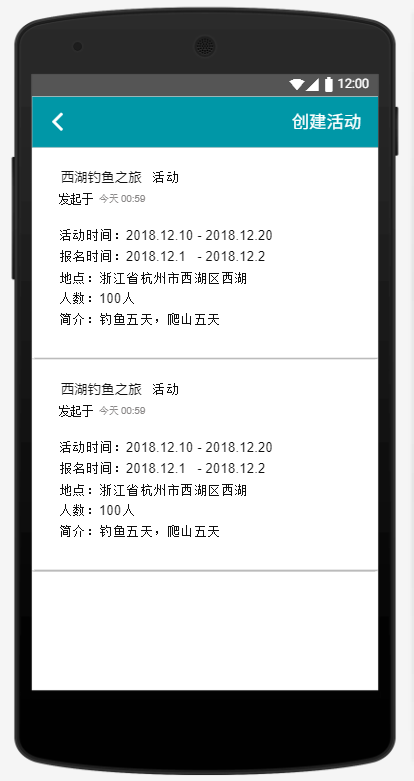 12:00
创建活动
西湖钓鱼之旅 活动
发起于 今天 00:59
活动时间：2018.12.10 - 2018.12.20
报名时间：2018.12.1 - 2018.12.2
地点：浙江省杭州市西湖区西湖
人数：100人
简介：钓鱼五天，爬山五天
西湖钓鱼之旅 活动
发起于 今天 00:59
活动时间：2018.12.10 - 2018.12.20
报名时间：2018.12.1 - 2018.12.2
地点：浙江省杭州市西湖区西湖
人数：100人
简介：钓鱼五天，爬山五天